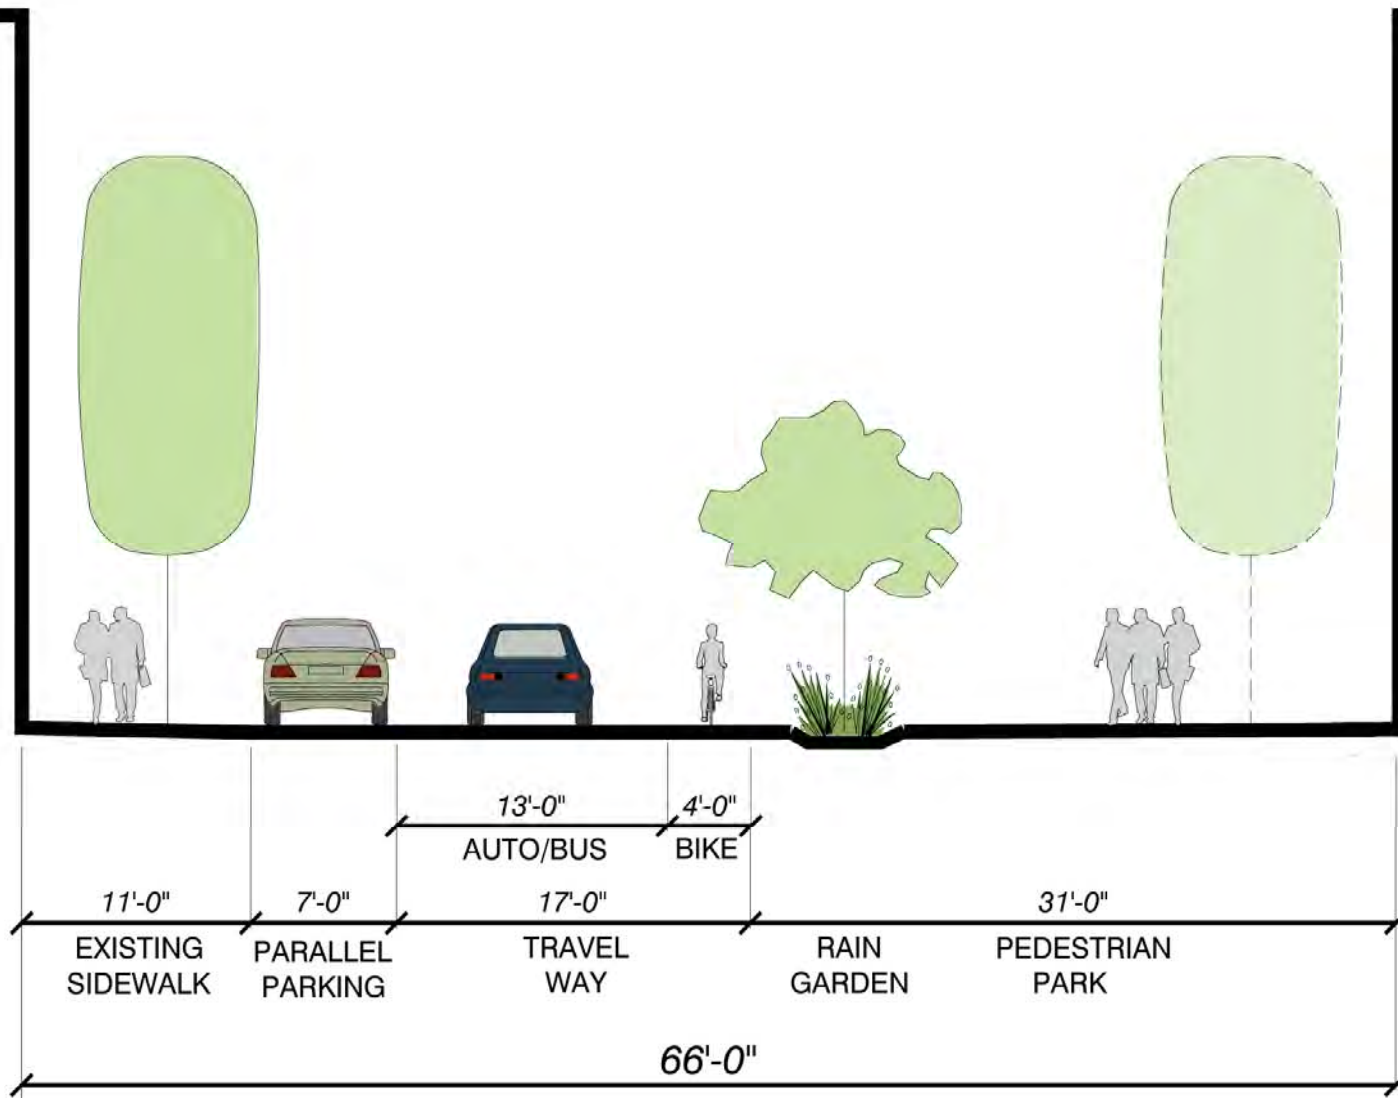 13'-0" 4'-0"
AUTO/BUS BIKE
11'-0" 7'-0" 17'-0" 31'-0"
EXISTING PARALLEL TRAVEL RAIN PEDESTRIAN
SIDEWALK PARKING WAY GARDEN PARK
66'-0"